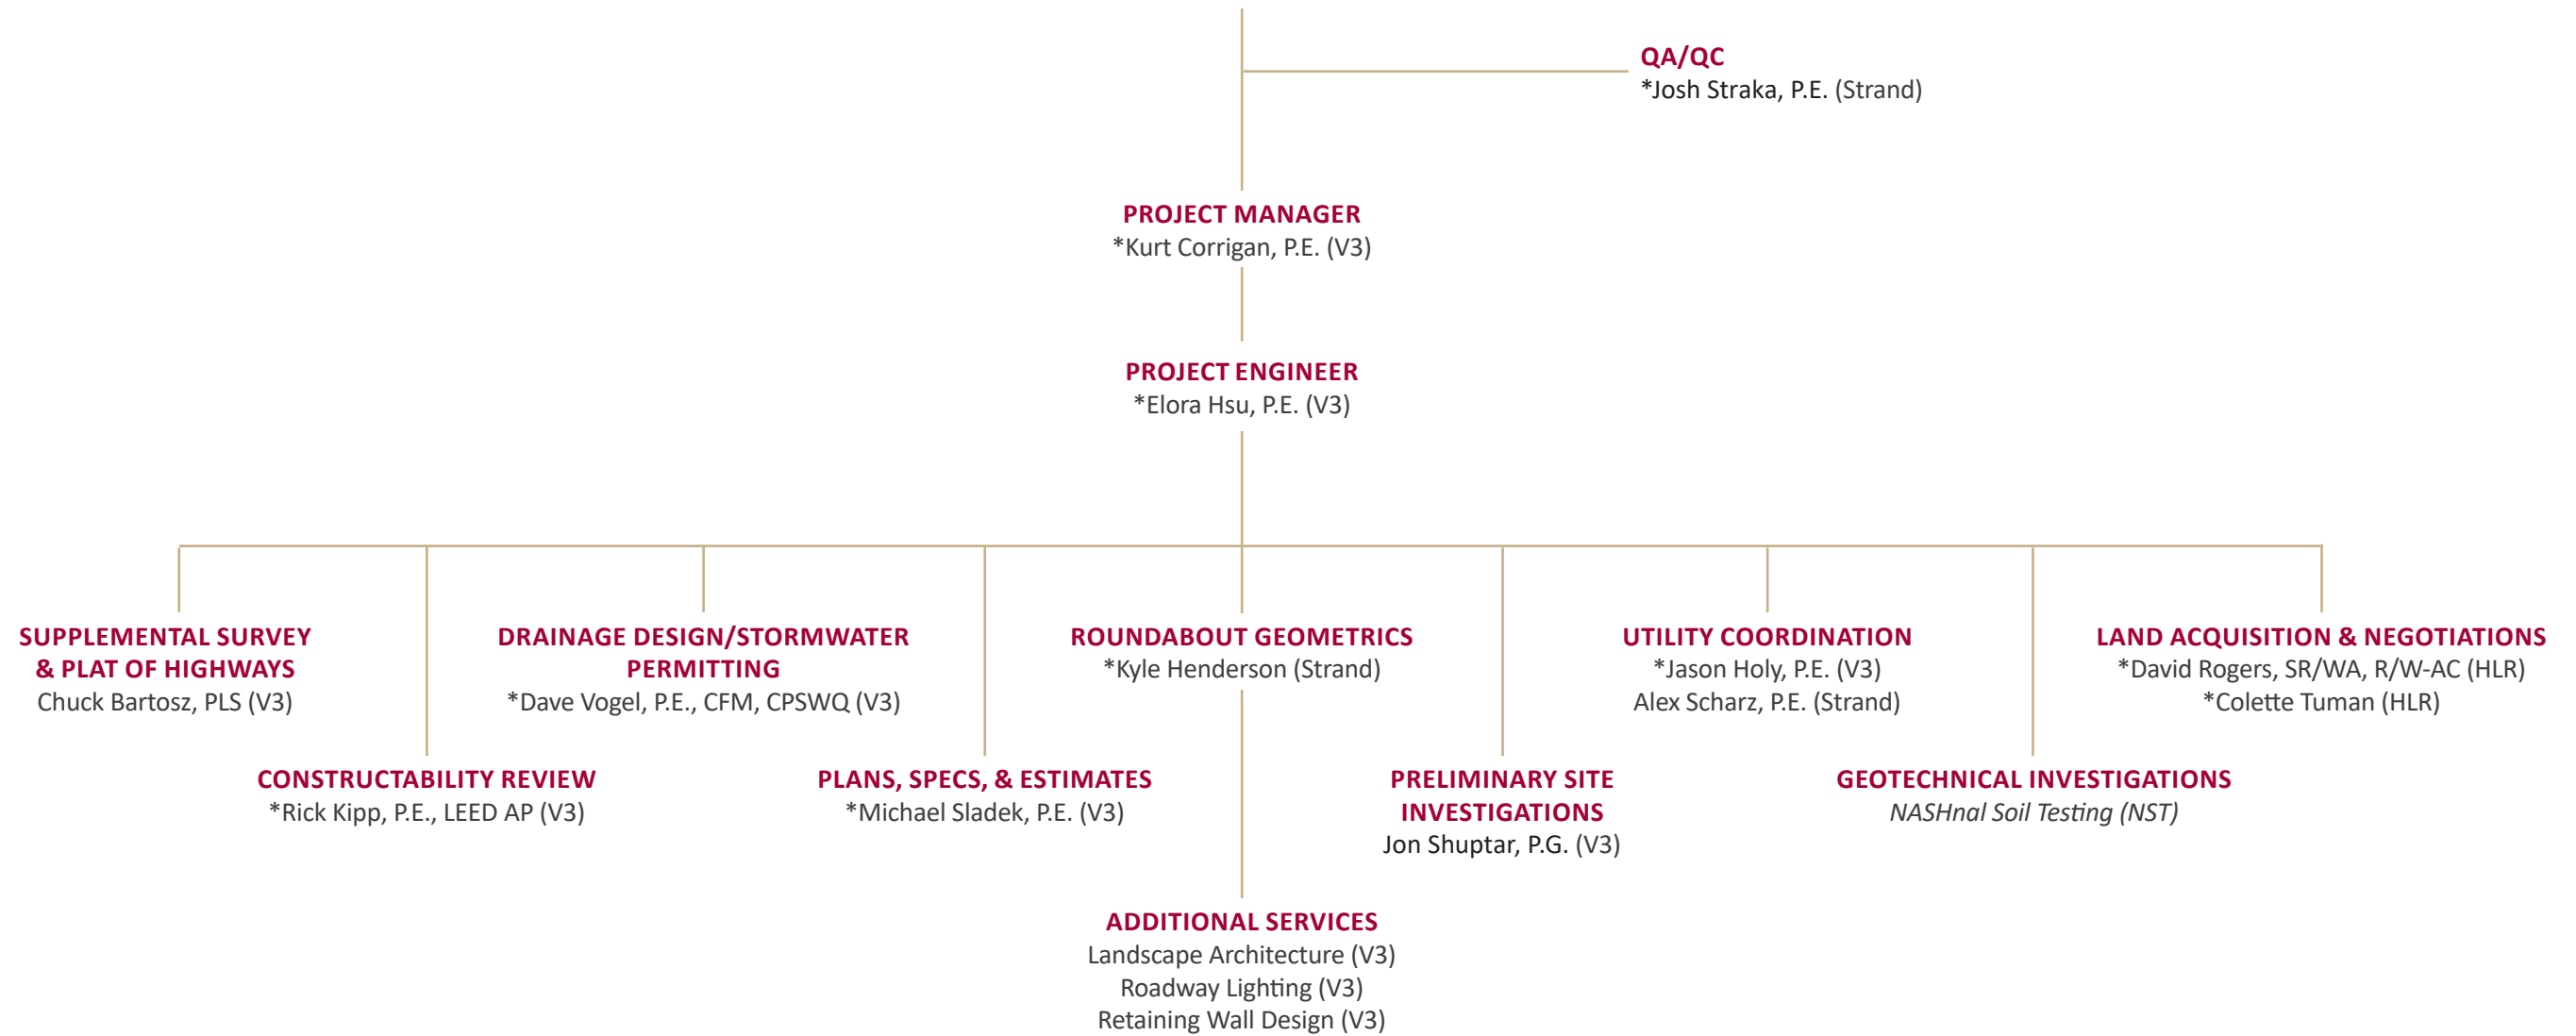 QA/QC
*Josh Straka, P.E. (Strand)
PROJECT MANAGER
*Kurt Corrigan, P.E. (V3)
PROJECT ENGINEER
*Elora Hsu, P.E. (V3)
SUPPLEMENTAL SURVEY
& PLAT OF HIGHWAYS
Chuck Bartosz, PLS (V3)
CONSTRUCTABILITY REVIEW
*Rick Kipp, P.E., LEED AP (V3)
DRAINAGE DESIGN/STORMWATER
PERMITTING
*Dave Vogel, P.E., CFM, CPSWQ (V3)
PLANS, SPECS, & ESTIMATES
*Michael Sladek, P.E. (V3)
ROUNDABOUT GEOMETRICS
*Kyle Henderson (Strand)
ADDITIONAL SERVICES
Landscape Architecture (V3)
Roadway Lighting (V3)
Retaining Wall Design (V3)
PRELIMINARY SITE
INVESTIGATIONS
Jon Shuptar, P.G. (V3)
UTILITY COORDINATION
*Jason Holy, P.E. (V3)
Alex Scharz, P.E. (Strand)
GEOTECHNICAL INVESTIGATIONS
NASHnal Soil Testing (NST)
LAND ACQUISITION & NEGOTIATIONS
*David Rogers, SR/WA, R/W-AC (HLR)
*Colette Tuman (HLR)